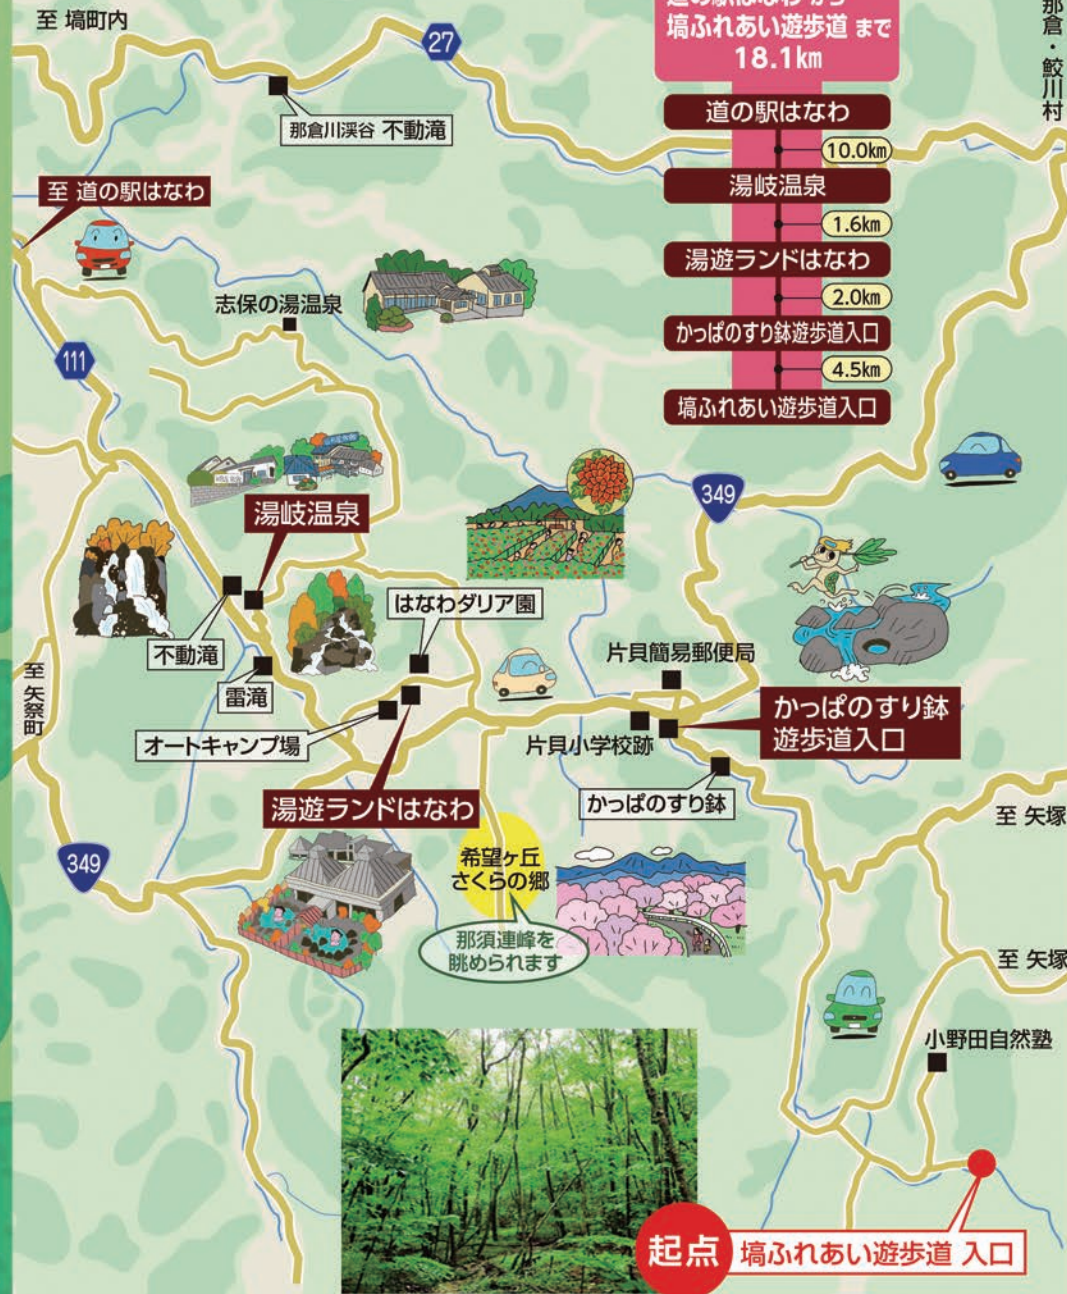 至 塙町内
27
那倉川渓谷 不動滝
至 道の駅はなわ
塙ふれあい遊歩道 まで
18.1km
道の駅はなわ
10.0km
湯岐温泉
1.6km
湯遊ランドはなわ
2.0km
かっぱのすり鉢遊歩道入口
4.5km
塙ふれあい遊歩道入口
那倉・鮫川村
志保の湯温泉
111
349
湯岐温泉
不動滝
雷滝
はなわダリア園
オートキャンプ場
湯遊ランドはなわ
片貝簡易郵便局
片貝小学校跡
かっぱのすり鉢
遊歩道入口
かっぱのすり鉢
至 矢祭町
349
希望ヶ丘
さくらの郷
那須連峰を
眺められます
至 矢塚
至 矢塚
小野田自然塾
起点
塙ふれあい遊歩道 入口